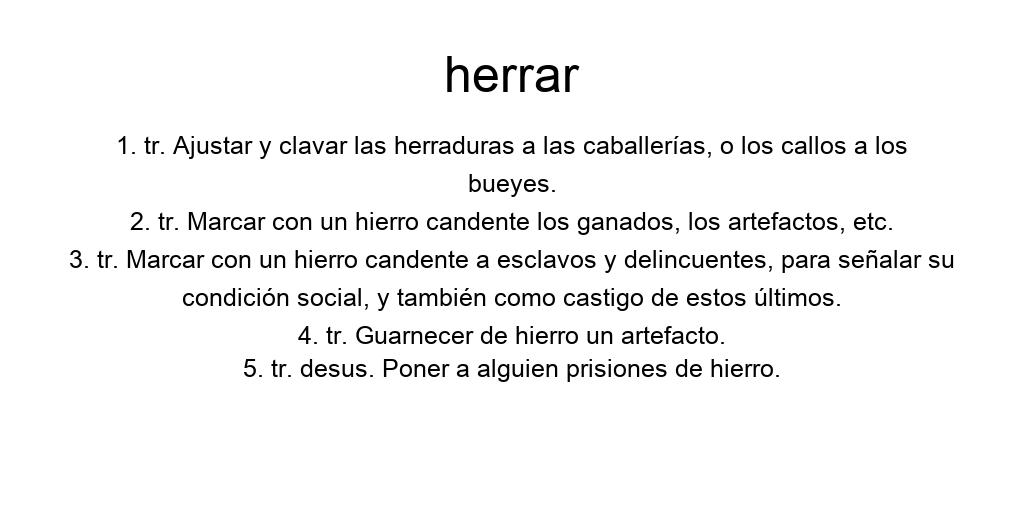 herrar
1. tr. Ajustar y clavar las herraduras a las caballerías, o los callos a los
bueyes.
2. tr. Marcar con un hierro candente los ganados, los artefactos, etc.
3. tr. Marcar con un hierro candente a esclavos y delincuentes, para señalar su
condición social, y también como castigo de estos últimos.
4. tr. Guarnecer de hierro un artefacto.
5. tr. desus. Poner a alguien prisiones de hierro.